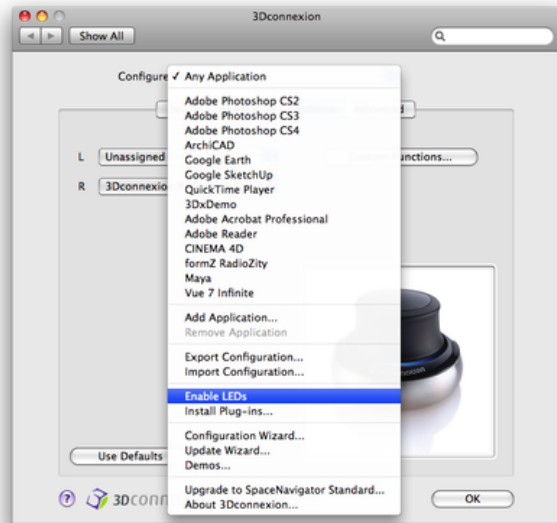 3Dconnexion
Show All
Configure ✓ Any Application
Adobe Photoshop CS2
Adobe Photoshop CS3
Adobe Photoshop CS4
ArchiCAD
Google Earth
Google SketchUp
QuickTime Player
3DxDemo
Adobe Acrobat Professional
Adobe Reader
CINEMA 4D
formZ RadioZity
Maya
Vue 7 Infinite
Add Application...
Remove Application
Export Configuration...
Import Configuration...
Enable LEDs
Install Plug-ins...
Configuration Wizard...
Update Wizard...
Demos...
Upgrade to SpaceNavigator Standard...
About 3Dconnexion...
L Unassigned
R 3Dconnexio
unctions...
Use Defaults
? 3Dconn
OK